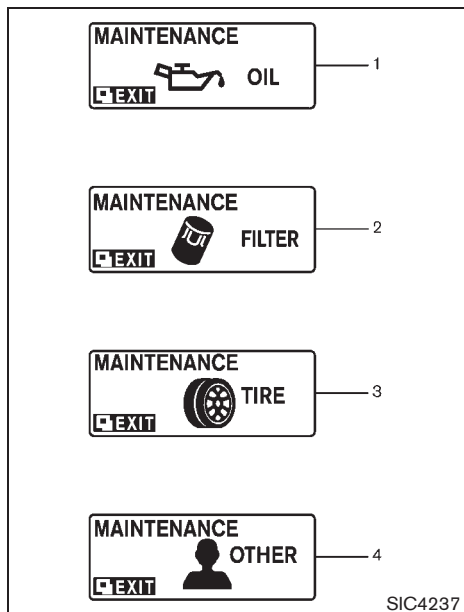 MAINTENANCE
OIL
EXIT
1
MAINTENANCE
FILTER
EXIT
2
MAINTENANCE
TIRE
EXIT
3
MAINTENANCE
OTHER
EXIT
4
SIC4237